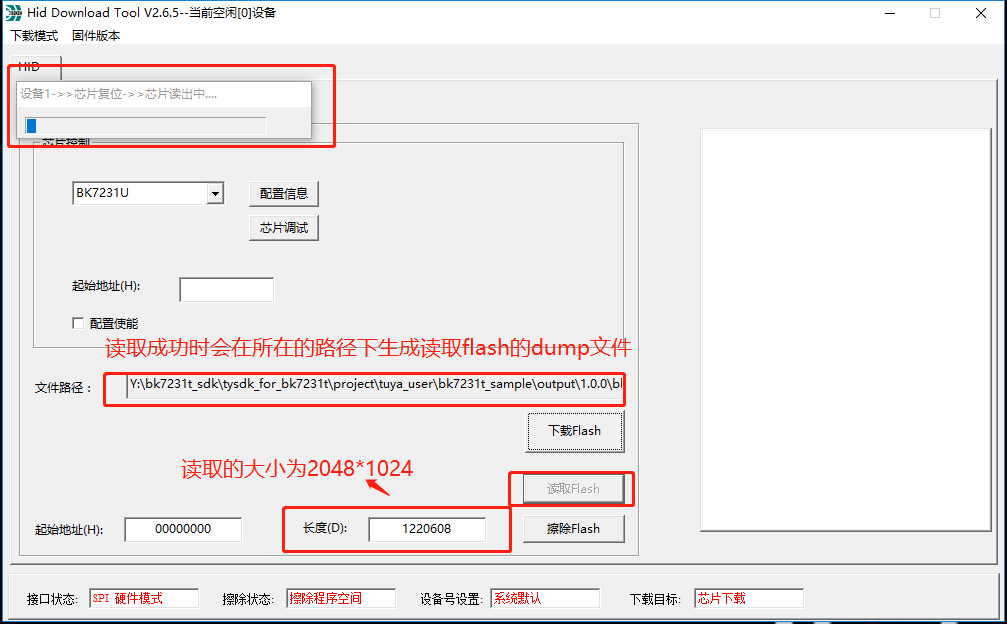 Hid Download Tool V2.6.5--当前空闲[0]设备
下载模式 固件版本
HID
设备1->>芯片复位->>芯片读出中....
芯片控制
BK7231U
配置信息
芯片调试
起始地址(H):
配置使能
读取成功时会在所在的路径下生成读取flash的dump文件
文件路径：
Y:\bk7231t_sdk\tysdk_for_bk7231t\project\tuya_user\bk7231t_sample\output\1.0.0\bl
下载Flash
读取的大小为2048*1024
读取Flash
起始地址(H): 00000000 长度(D): 1220608 擦除Flash
接口状态: SPI 硬件模式 擦除状态: 擦除程序空间 设备号设置: 系统默认 下载目标: 芯片下载